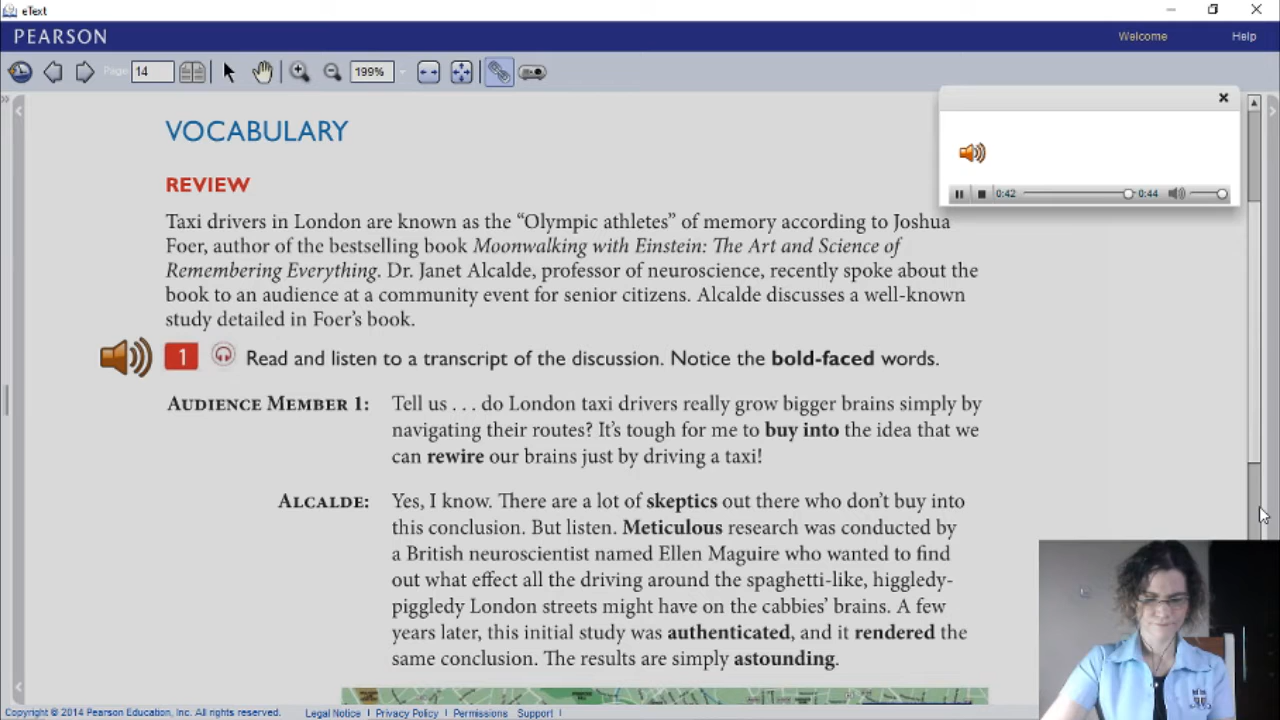 eText
PEARSON
Welcome
Help
Page 14
199%
VOCABULARY
REVIEW
Taxi drivers in London are known as the “Olympic athletes” of memory according to Joshua
Foer, author of the bestselling book Moonwalking with Einstein: The Art and Science of
Remembering Everything. Dr. Janet Alcalde, professor of neuroscience, recently spoke about the
book to an audience at a community event for senior citizens. Alcalde discusses a well-known
study detailed in Foer’s book.
0:42 0:44
1 Read and listen to a transcript of the discussion. Notice the bold-faced words.
AUDIENCE MEMBER 1: Tell us . . . do London taxi drivers really grow bigger brains simply by
navigating their routes? It’s tough for me to buy into the idea that we
can rewire our brains just by driving a taxi!
ALCALDE: Yes, I know. There are a lot of skeptics out there who don’t buy into
this conclusion. But listen. Meticulous research was conducted by
a British neuroscientist named Ellen Maguire who wanted to find
out what effect all the driving around the spaghetti-like, higgledy-
piggledy London streets might have on the cabbies’ brains. A few
years later, this initial study was authenticated, and it rendered the
same conclusion. The results are simply astounding.
Copyright © 2014 Pearson Education, Inc. All rights reserved. Legal Notice | Privacy Policy | Permissions Support |